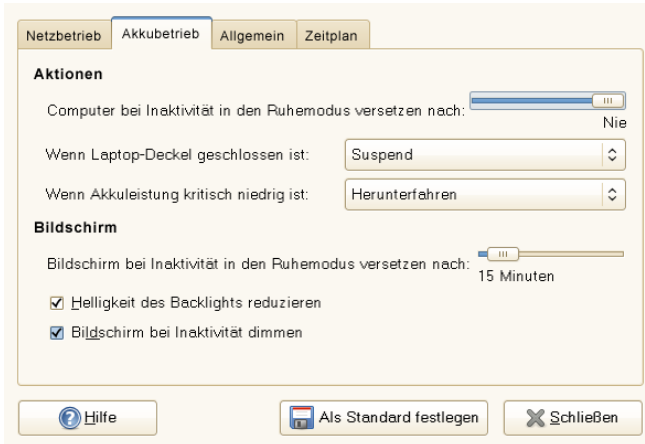 Netzbetrieb Akkubetrieb Allgemein Zeitplan
Aktionen
Computer bei Inaktivität in den Ruhemodus versetzen nach:
Nie
Wenn Laptop-Deckel geschlossen ist: Suspend
Wenn Akkuleistung kritisch niedrig ist: Herunterfahren
Bildschirm
Bildschirm bei Inaktivität in den Ruhemodus versetzen nach:
15 Minuten
Helligkeit des Backlights reduzieren
Bildschirm bei Inaktivität dimmen
Hilfe Als Standard festlegen Schließen